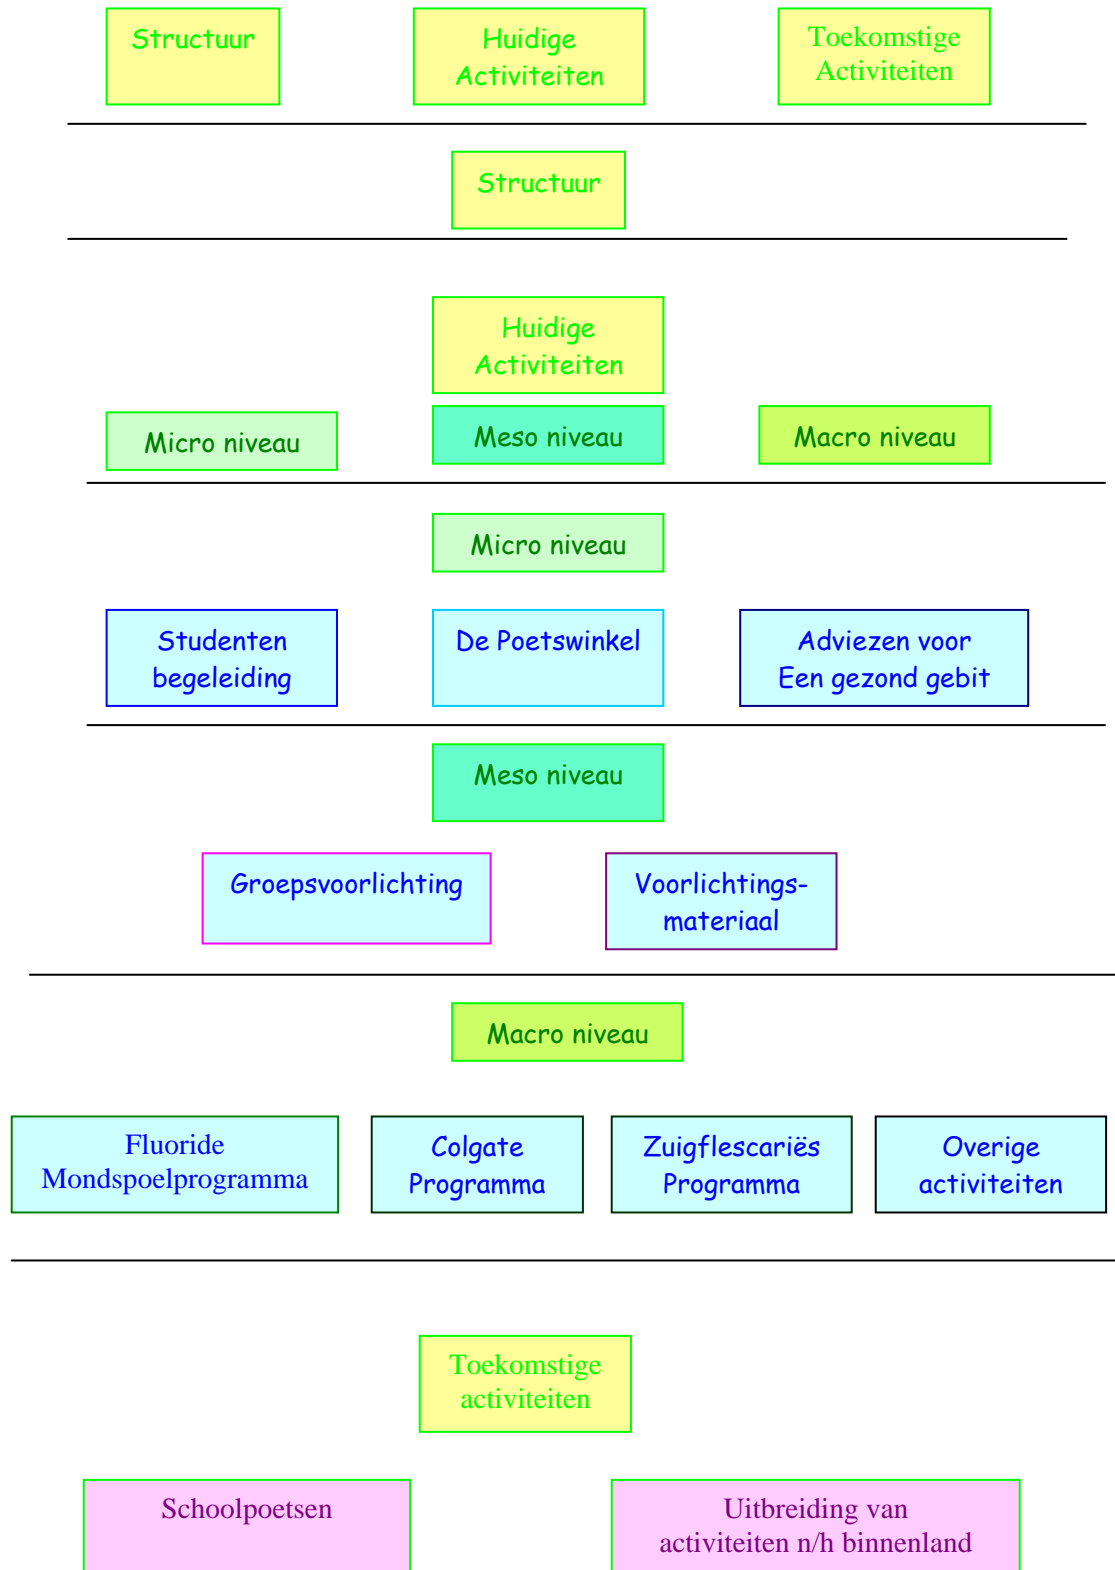 Structuur
Huidige
Activiteiten
Toekomstige
Activiteiten
Structuur
Huidige
Activiteiten
Micro niveau
Meso niveau
Macro niveau
Micro niveau
Studenten
begeleiding
De Poetswinkel
Adviezen voor
Een gezond gebit
Meso niveau
Groepsvoorlichting
Voorlichtings-
materiaal
Macro niveau
Fluoride
Mondspoelprogramma
Colgate
Programma
Zuigflescariës
Programma
Overige
activiteiten
Toekomstige
activiteiten
Schoolpoetsen
Uitbreiding van
activiteiten n/h binnenland